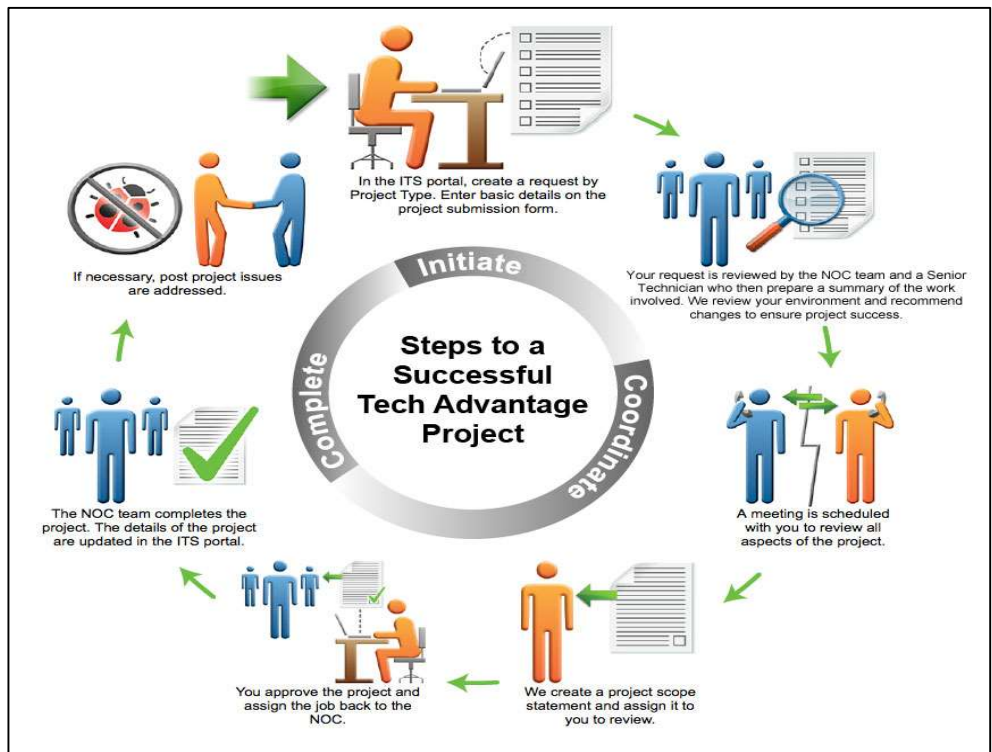 In the ITS portal, create a request by
Project Type. Enter basic details on the
project submission form.
Your request is reviewed by the NOC team and a Senior
Technician who then prepare a summary of the work
involved. We review your environment and recommend
changes to ensure project success.
A meeting is scheduled
with you to review all
aspects of the project.
We create a project scope
statement and assign it to
you to review.
You approve the project and
assign the job back to the
NOC.
The NOC team completes the
project. The details of the project
are updated in the ITS portal.
If necessary, post project issues
are addressed.
Initiate
Coordinate
Complete
Steps to a
Successful
Tech Advantage
Project